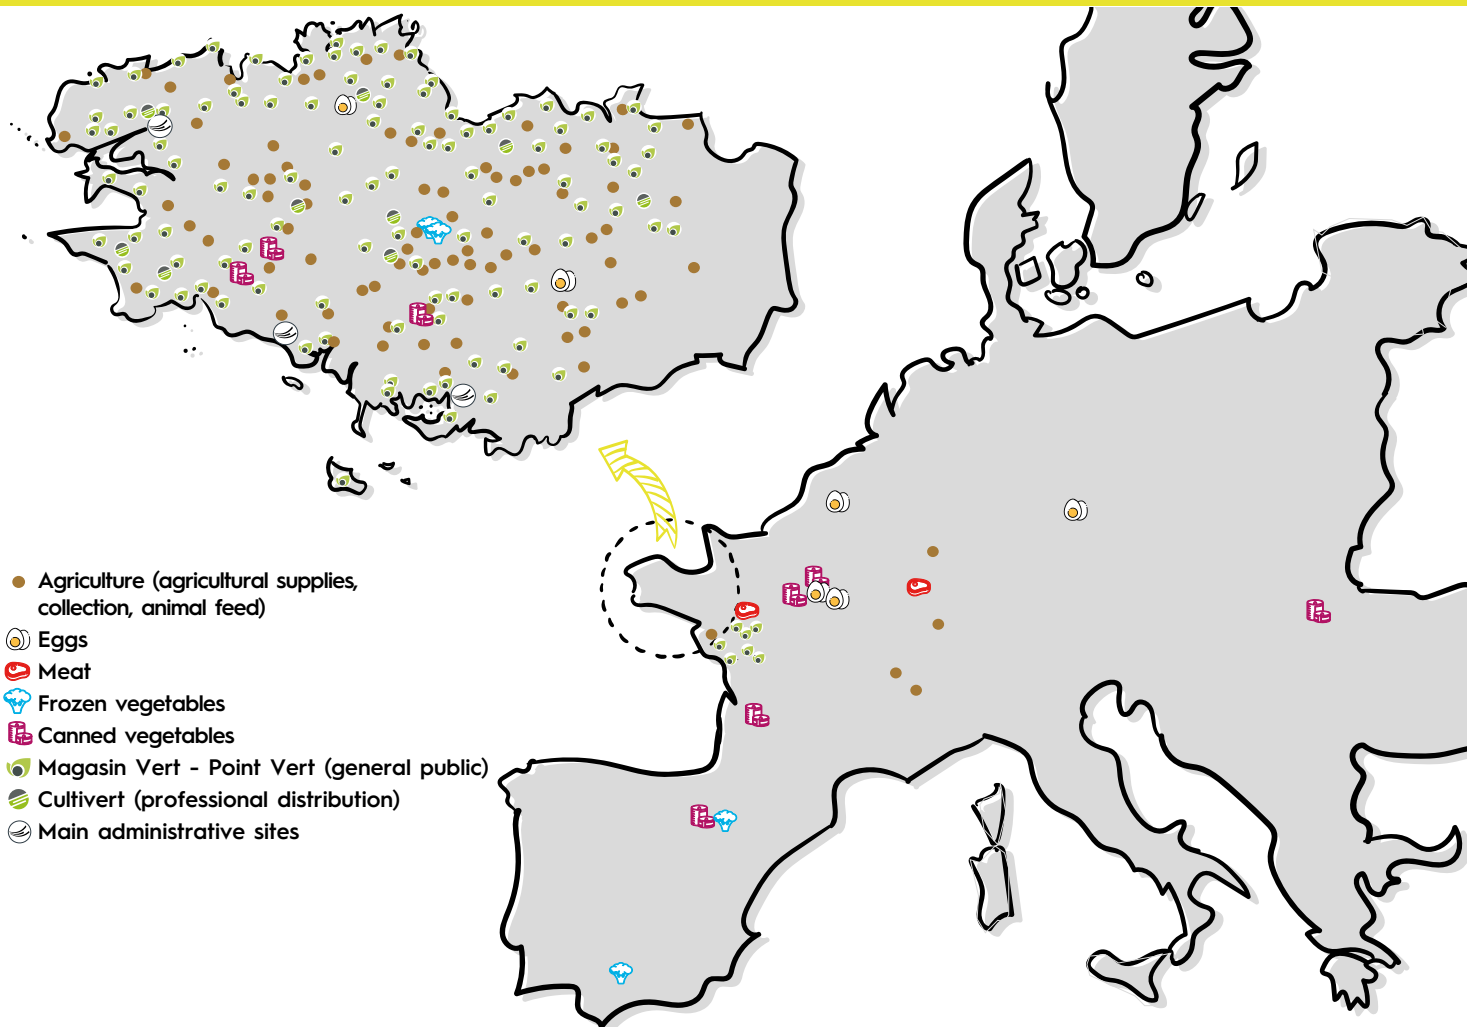 Agriculture (agricultural supplies,
collection, animal feed)
Eggs
Meat
Frozen vegetables
Canned vegetables
Magasin Vert - Point Vert (general public)
Cultivert (professional distribution)
Main administrative sites